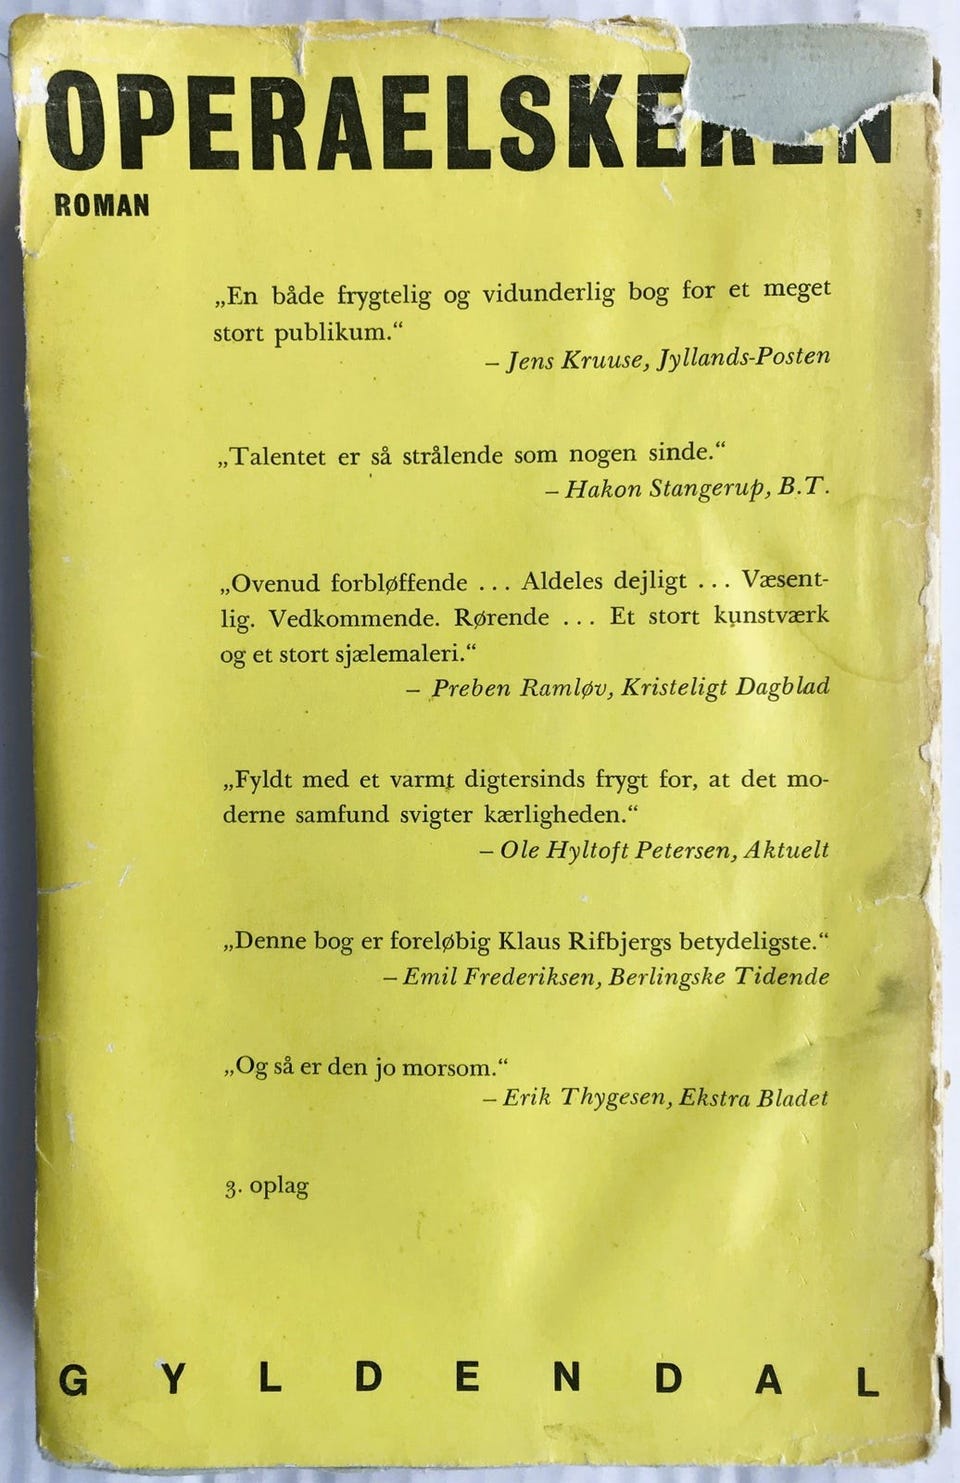 OPERAELSKEREN
ROMAN
„En både frygtelig og vidunderlig bog for et meget
stort publikum.“
– Jens Kruuse, Jyllands-Posten
„Talentet er så strålende som nogen sinde.“
– Hakon Stangerup, B.T.
„Ovenud forbløffende ... Aldeles dejligt ... Væsent-
lig. Vedkommende. Rørende ... Et stort kunstværk
og et stort sjælemaleri.“
– Preben Ramløv, Kristeligt Dagblad
„Fyldt med et varmt digtersinds frygt for, at det mo-
derne samfund svigter kærligheden.“
– Ole Hyltoft Petersen, Aktuelt
„Denne bog er foreløbig Klaus Rifbjergs betydeligste.“
– Emil Frederiksen, Berlingske Tidende
„Og så er den jo morsom.“
– Erik Thygesen, Ekstra Bladet
3. oplag
GYLDENDAL